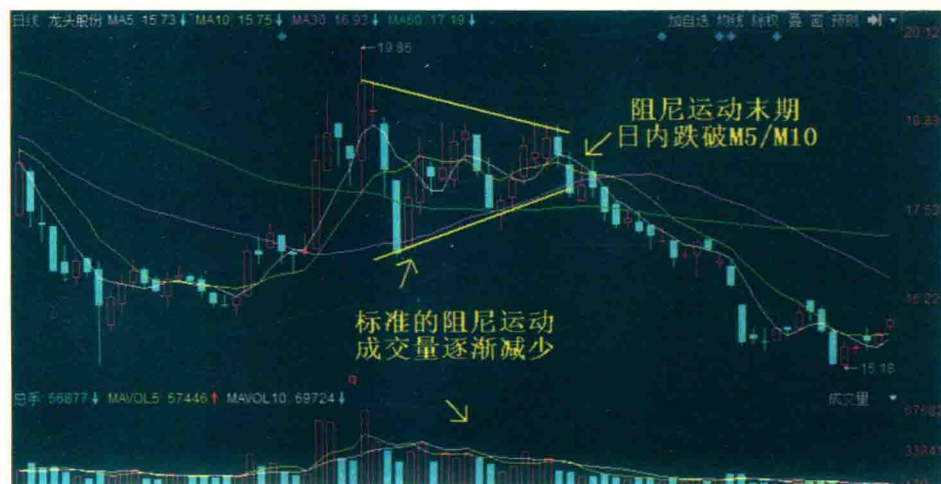 日线 龙头股份 MA5: 15.73↓ MA10: 15.75↓ MA30: 16.93↓ MA60: 17.19↓
加自选 均线 除权 叠 画 预测
20.12
19.86
阻尼运动末期
日内跌破M5/M10
18.83
17.53
16.22
标准的阻尼运动
成交量逐渐减少
15.18
q
总手: 56877↓ MAVOL5: 57446↑ MAVOL10: 69724↓
成交量
67682
33841